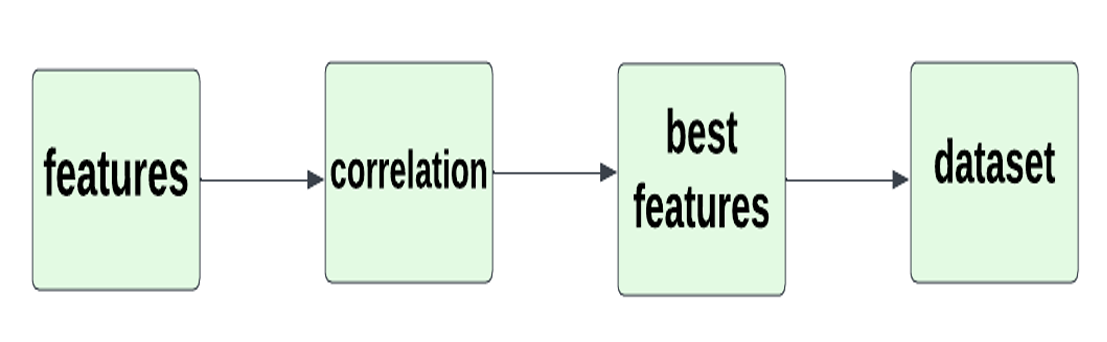 features
correlation
best
features
dataset